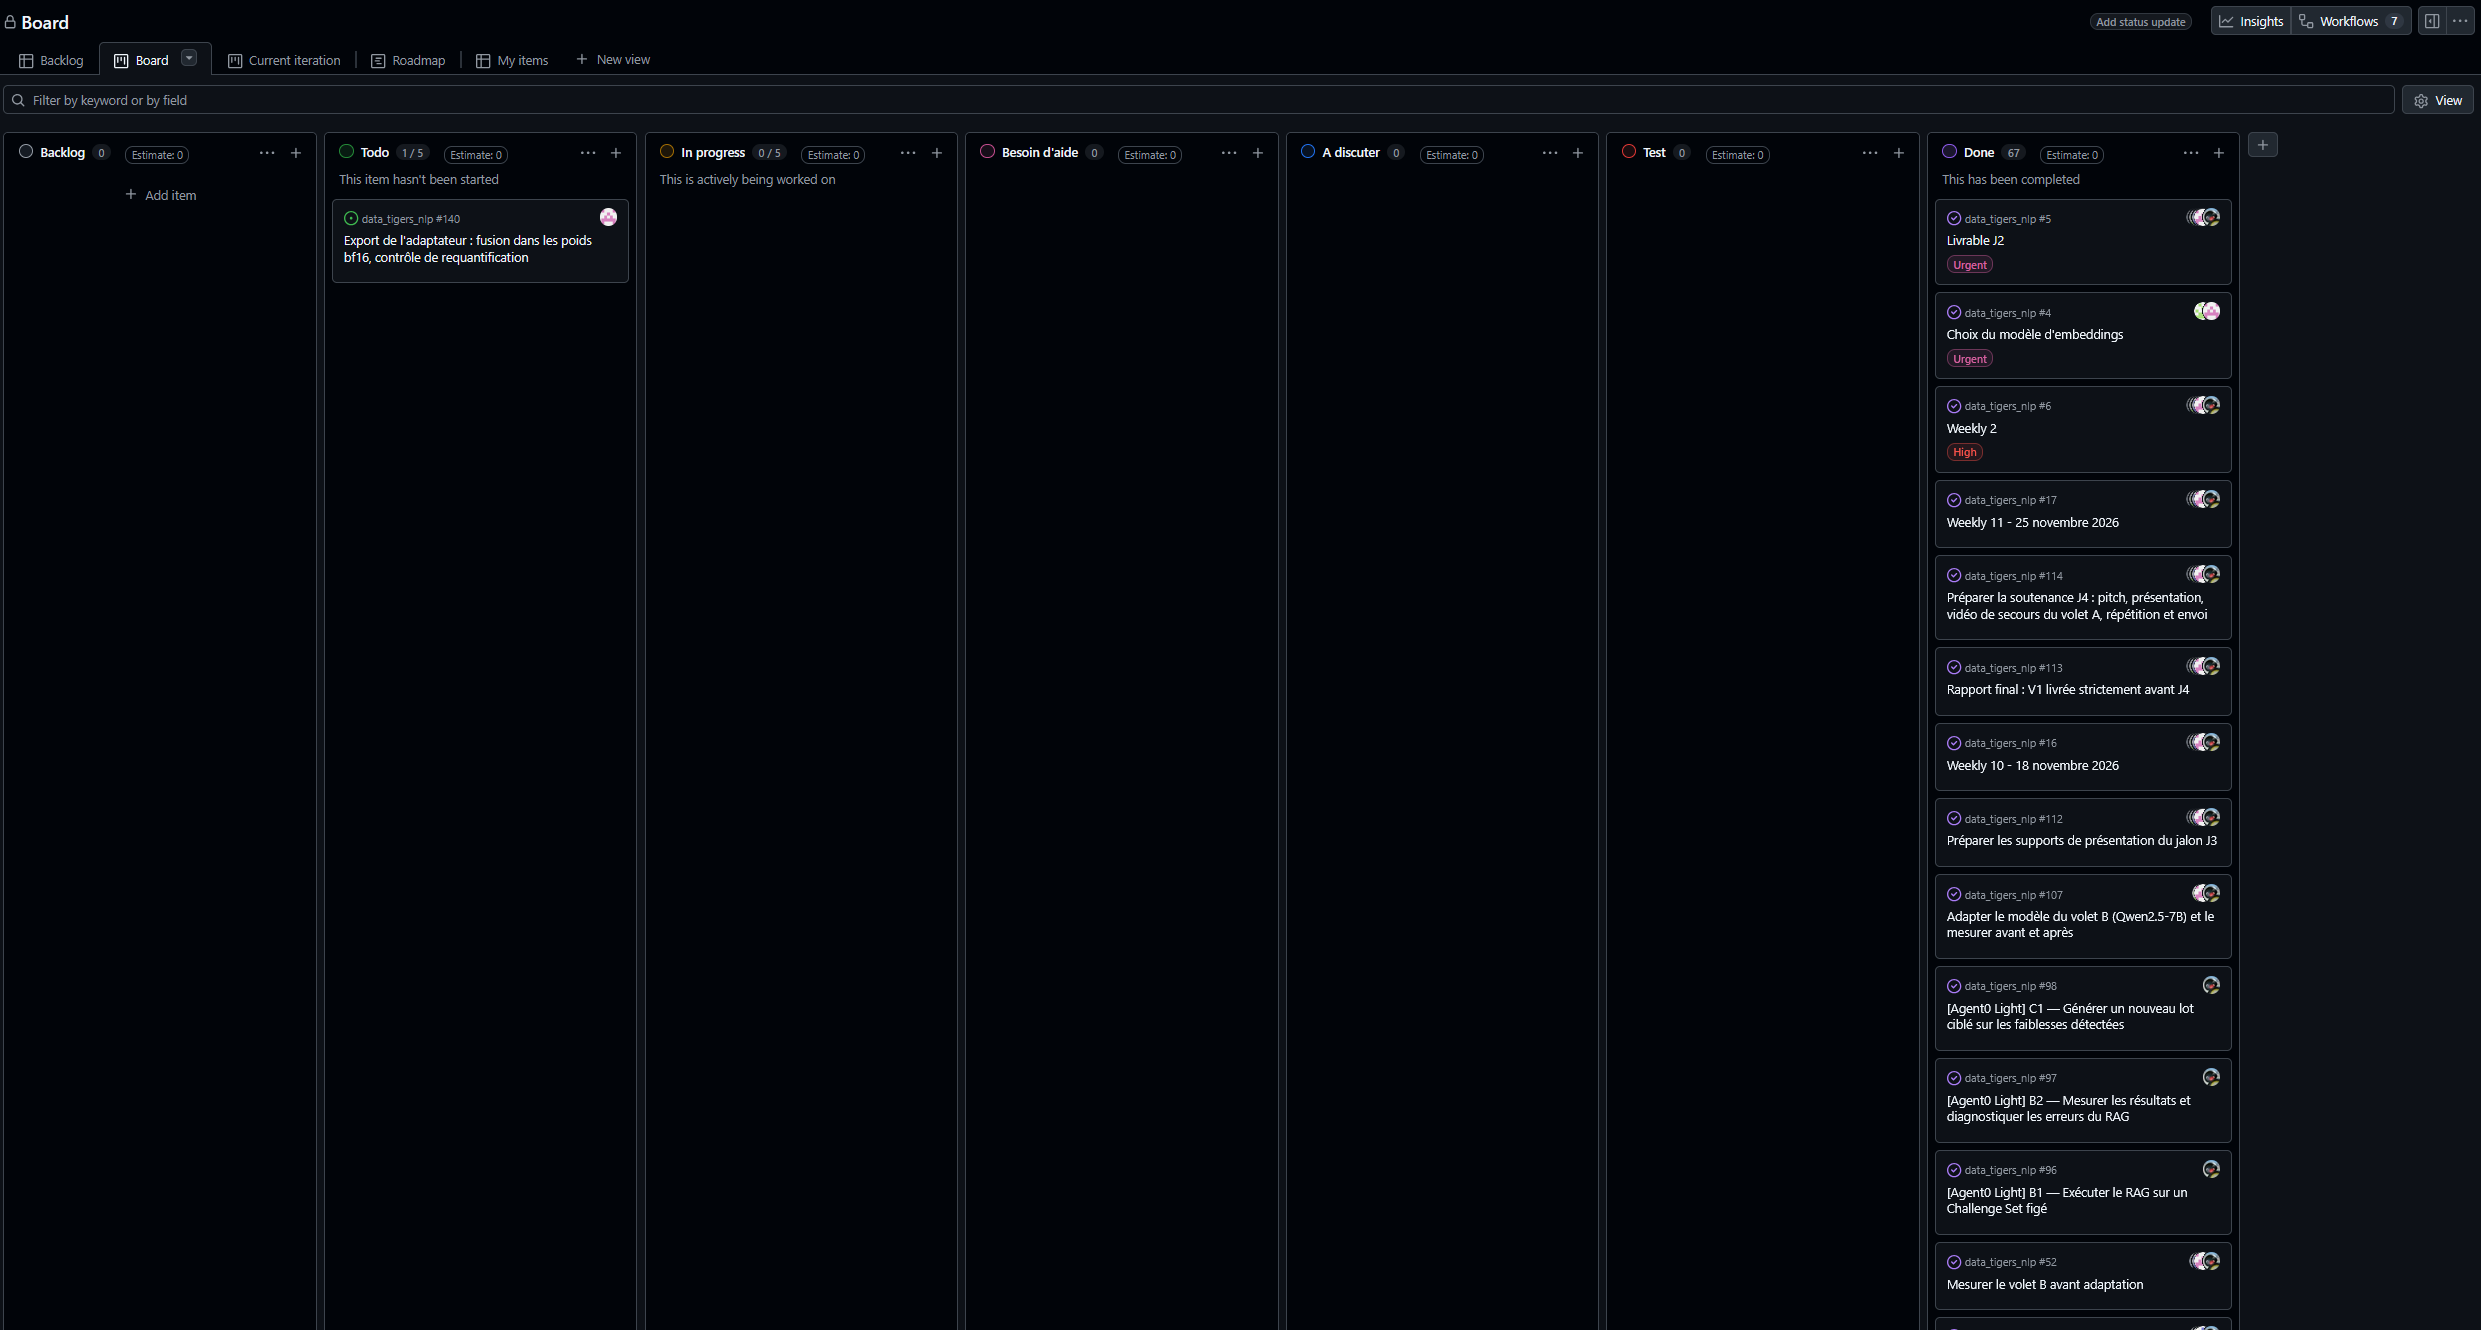 Board
Add status update
Insights
Workflows 7
Backlog
Board
Current iteration
Roadmap
My items
New view
Filter by keyword or by field
View
Backlog 0 Estimate: 0
Add item
Todo 1 / 5 Estimate: 0
This item hasn't been started
data_tigers_nlp #140
Export de l'adaptateur : fusion dans les poids
bf16, contrôle de requantification
In progress 0 / 5 Estimate: 0
This is actively being worked on
Besoin d'aide 0 Estimate: 0
A discuter 0 Estimate: 0
Test 0 Estimate: 0
Done 67 Estimate: 0
This has been completed
data_tigers_nlp #5
Livrable J2
Urgent
data_tigers_nlp #4
Choix du modèle d'embeddings
Urgent
data_tigers_nlp #6
Weekly 2
High
data_tigers_nlp #17
Weekly 11 - 25 novembre 2026
data_tigers_nlp #114
Préparer la soutenance J4 : pitch, présentation,
vidéo de secours du volet A, répétition et envoi
data_tigers_nlp #113
Rapport final : V1 livrée strictement avant J4
data_tigers_nlp #16
Weekly 10 - 18 novembre 2026
data_tigers_nlp #112
Préparer les supports de présentation du jalon J3
data_tigers_nlp #107
Adapter le modèle du volet B (Qwen2.5-7B) et le
mesurer avant et après
data_tigers_nlp #98
[Agent0 Light] C1 — Générer un nouveau lot
ciblé sur les faiblesses détectées
data_tigers_nlp #97
[Agent0 Light] B2 — Mesurer les résultats et
diagnostiquer les erreurs du RAG
data_tigers_nlp #96
[Agent0 Light] B1 — Exécuter le RAG sur un
Challenge Set figé
data_tigers_nlp #52
Mesurer le volet B avant adaptation